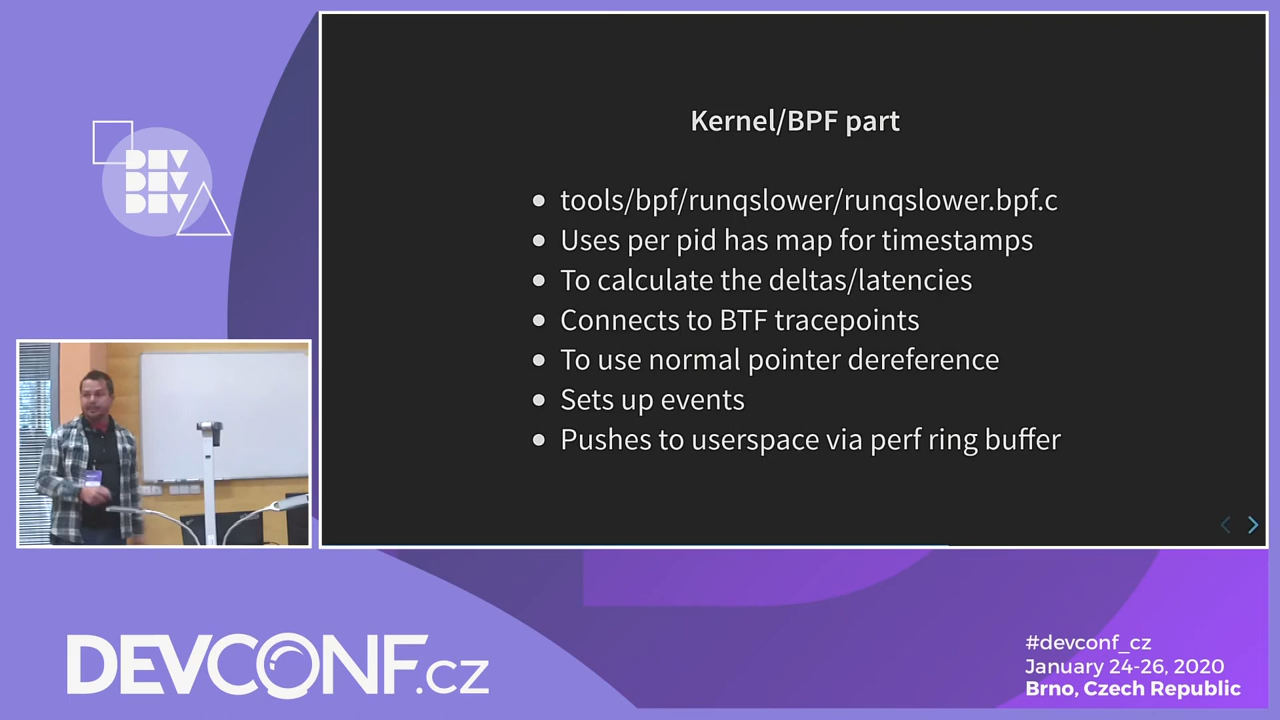 Kernel/BPF part
tools/bpf/runqslower/runqslower.bpf.c
Uses per pid has map for timestamps
To calculate the deltas/latencies
Connects to BTF tracepoints
To use normal pointer dereference
Sets up events
Pushes to userspace via perf ring buffer
DEV
DEV
DEV
DEVCONF.cz
#devconf_cz
January 24-26, 2020
Brno, Czech Republic